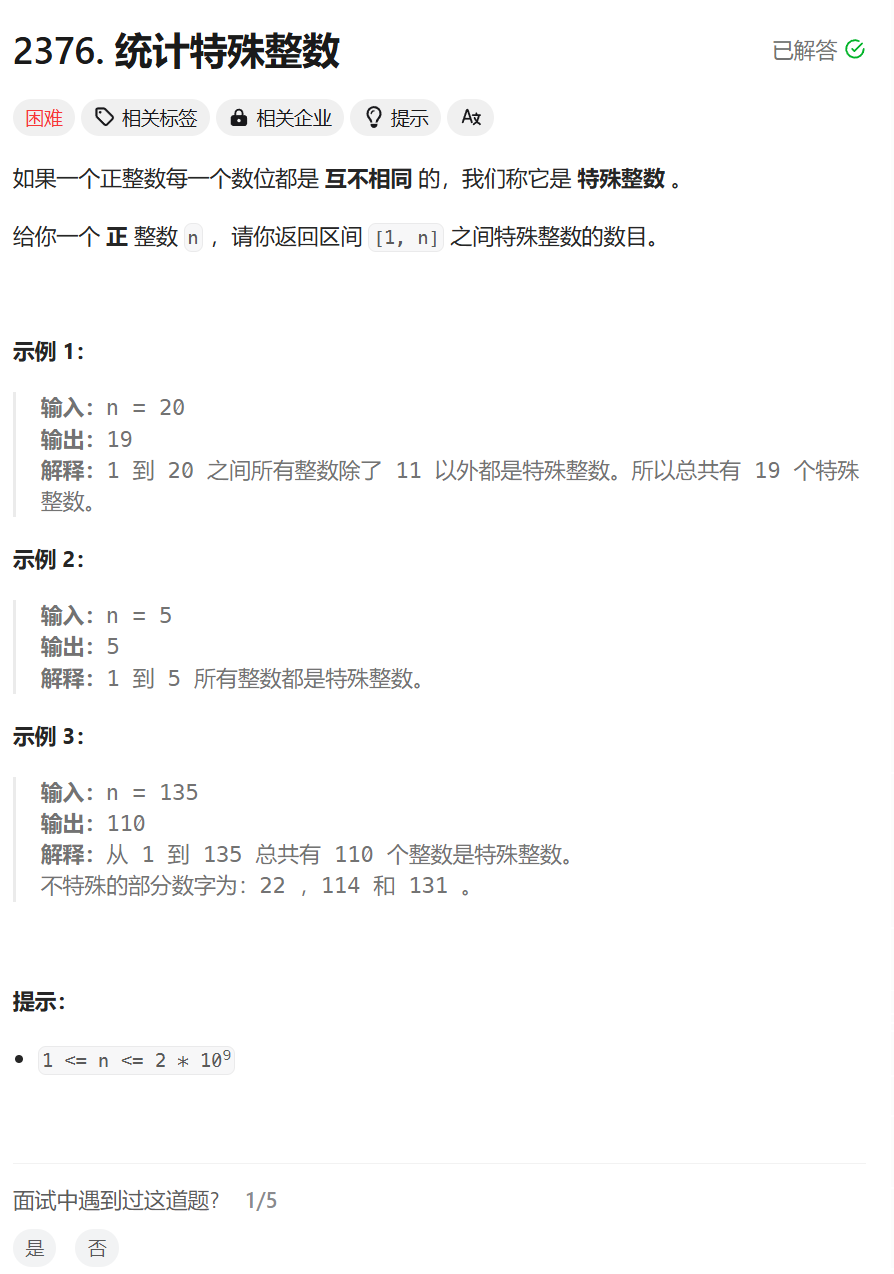 2376. 统计特殊整数
已解答
困难 相关标签 相关企业 提示
如果一个正整数每一个数位都是 互不相同 的，我们称它是 特殊整数 。
给你一个 正 整数 n ，请你返回区间 [1, n] 之间特殊整数的数目。
示例 1：
输入：n = 20
输出：19
解释：1 到 20 之间所有整数除了 11 以外都是特殊整数。所以总共有 19 个特殊
整数。
示例 2：
输入：n = 5
输出：5
解释：1 到 5 所有整数都是特殊整数。
示例 3：
输入：n = 135
输出：110
解释：从 1 到 135 总共有 110 个整数是特殊整数。
不特殊的部分数字为：22 ，114 和 131 。
提示：
1 <= n <= 2 * 10⁹
面试中遇到过这道题? 1/5
是 否